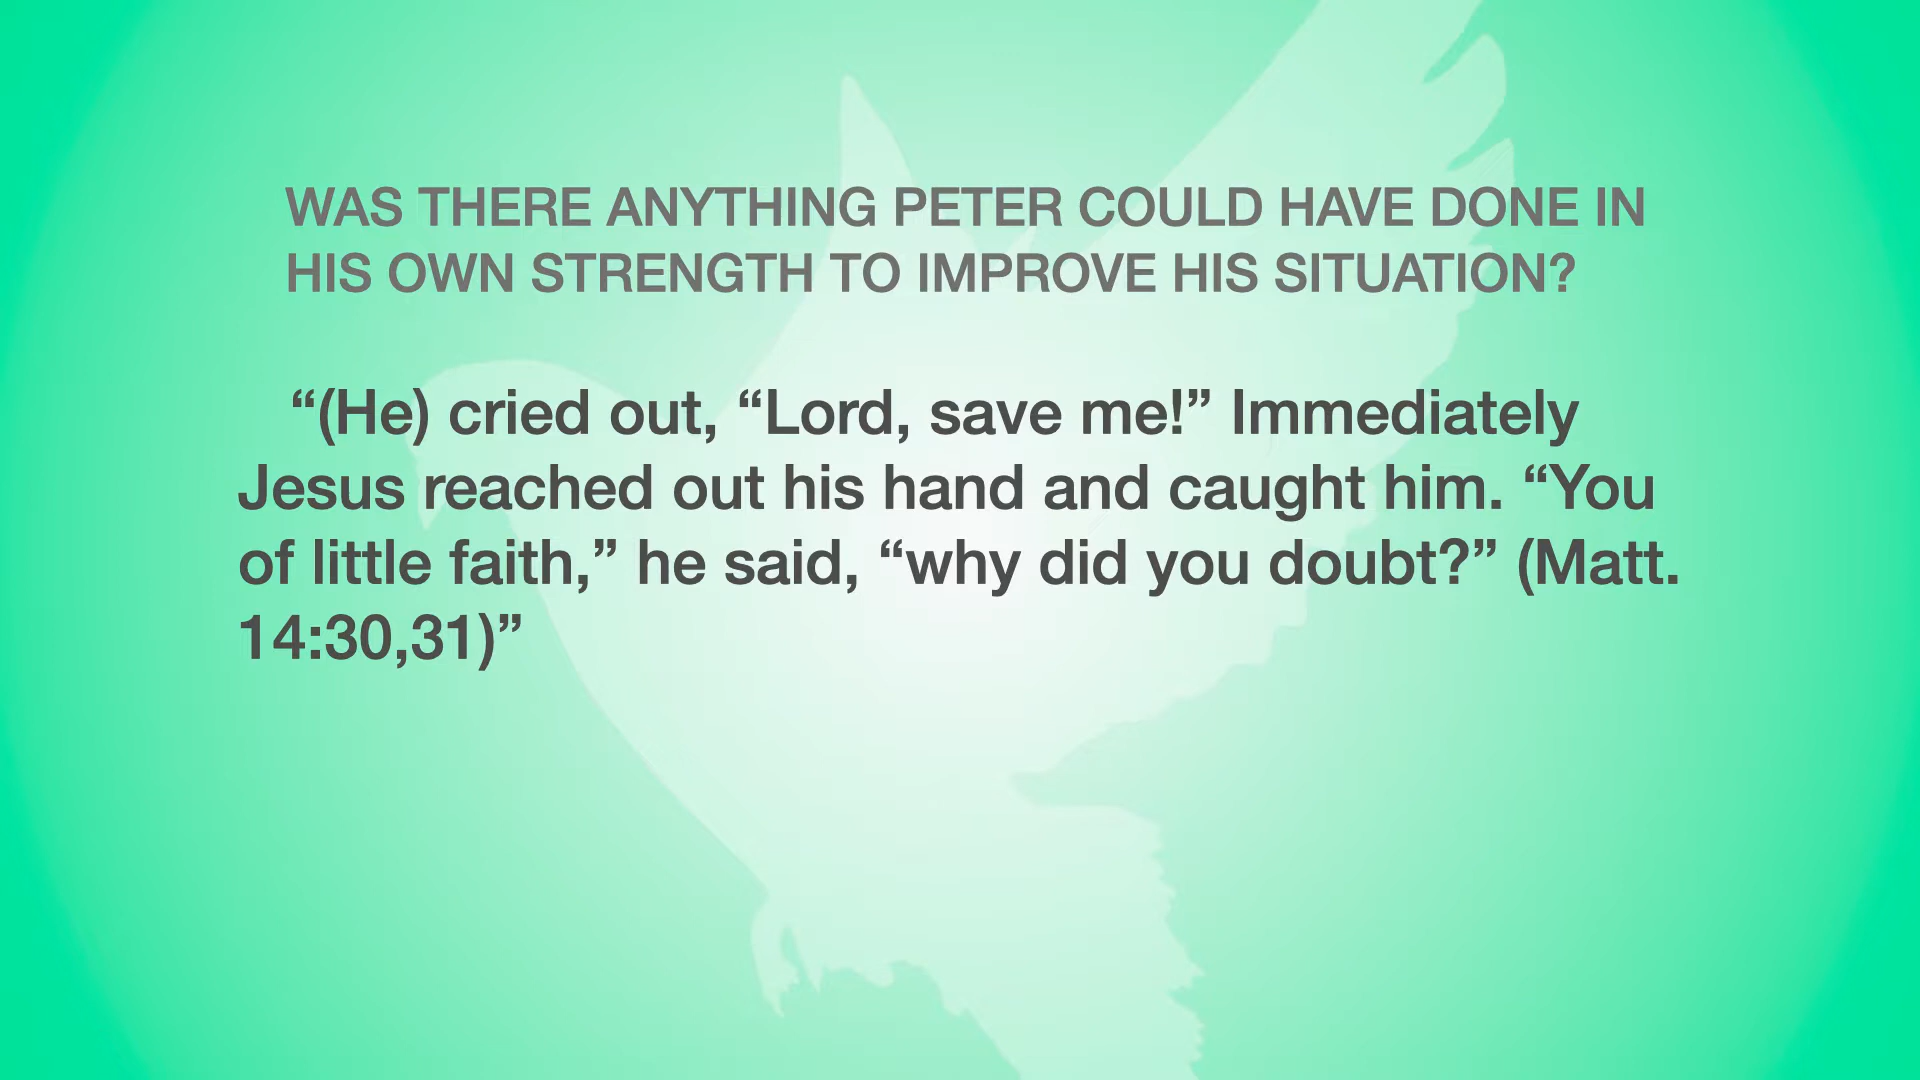 WAS THERE ANYTHING PETER COULD HAVE DONE IN
HIS OWN STRENGTH TO IMPROVE HIS SITUATION?
“(He) cried out, “Lord, save me!” Immediately
Jesus reached out his hand and caught him. “You
of little faith,” he said, “why did you doubt?” (Matt.
14:30,31)”